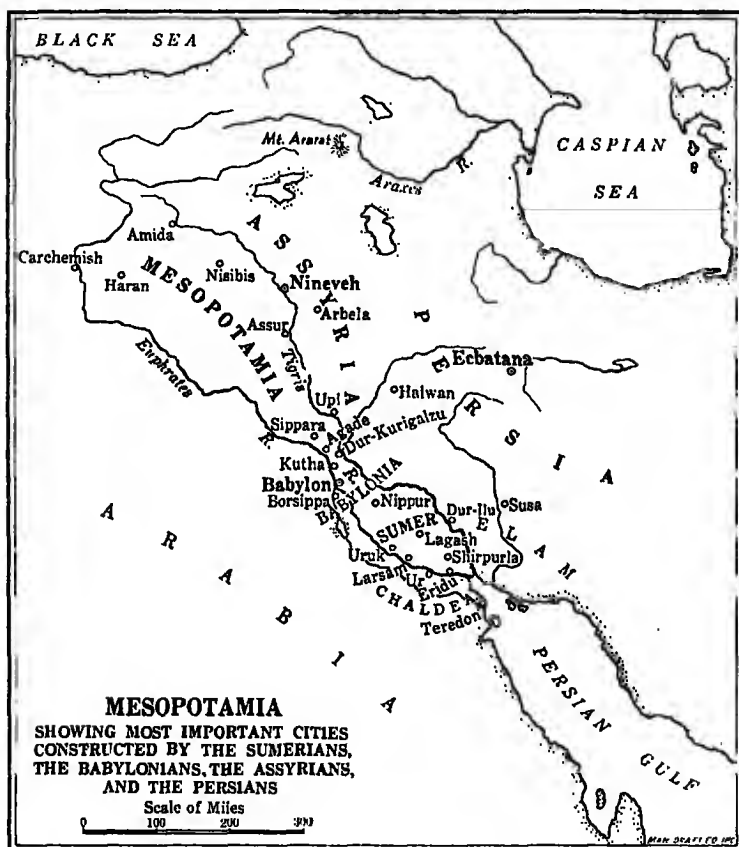 BLACK SEA
CASPIAN
SEA
Mt. Ararat
Araxes R.
ASSYRIA
Amida
Carchemish
Haran
Nisibis
MESOPOTAMIA
Nineveh
Arbela
Assur
Tigris
Euphrates R.
PERSIA
Ecbatana
Halwan
Upi
Sippara
Agade
Dur-Kurigalzu
Kutha
Babylon
Borsippa
BABYLONIA
Nippur
Dur-Ilu
Susa
ELAM
SUMER
Lagash
Uruk
Shirpurla
Larsam
Ur
Eridu
CHALDEA
Teredon
ARABIA
PERSIAN GULF
MESOPOTAMIA
SHOWING MOST IMPORTANT CITIES
CONSTRUCTED BY THE SUMERIANS,
THE BABYLONIANS, THE ASSYRIANS,
AND THE PERSIANS
Scale of Miles
0 100 200 300